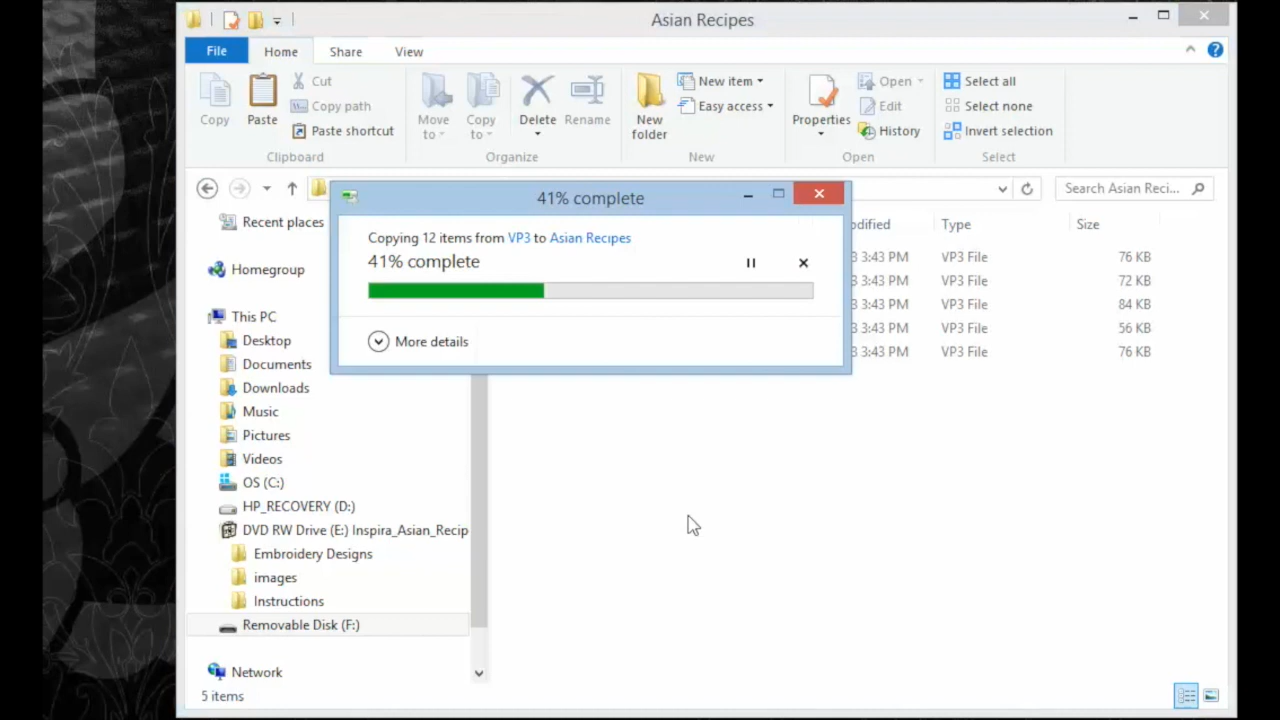 Asian Recipes
File Home Share View
Copy
Paste
Cut
Copy path
Paste shortcut
Clipboard
Move to
Copy to
Delete
Rename
Organize
New folder
New item
Easy access
New
Properties
Open
Edit
History
Open
Select all
Select none
Invert selection
Select
Search Asian Reci...
41% complete
Copying 12 items from VP3 to Asian Recipes
41% complete
More details
Recent places
Homegroup
This PC
Desktop
Documents
Downloads
Music
Pictures
Videos
OS (C:)
HP_RECOVERY (D:)
DVD RW Drive (E:) Inspira_Asian_Recip
Embroidery Designs
images
Instructions
Removable Disk (F:)
Network
odified Type Size
3 3:43 PM VP3 File 76 KB
3 3:43 PM VP3 File 72 KB
3 3:43 PM VP3 File 84 KB
3 3:43 PM VP3 File 56 KB
3 3:43 PM VP3 File 76 KB
5 items